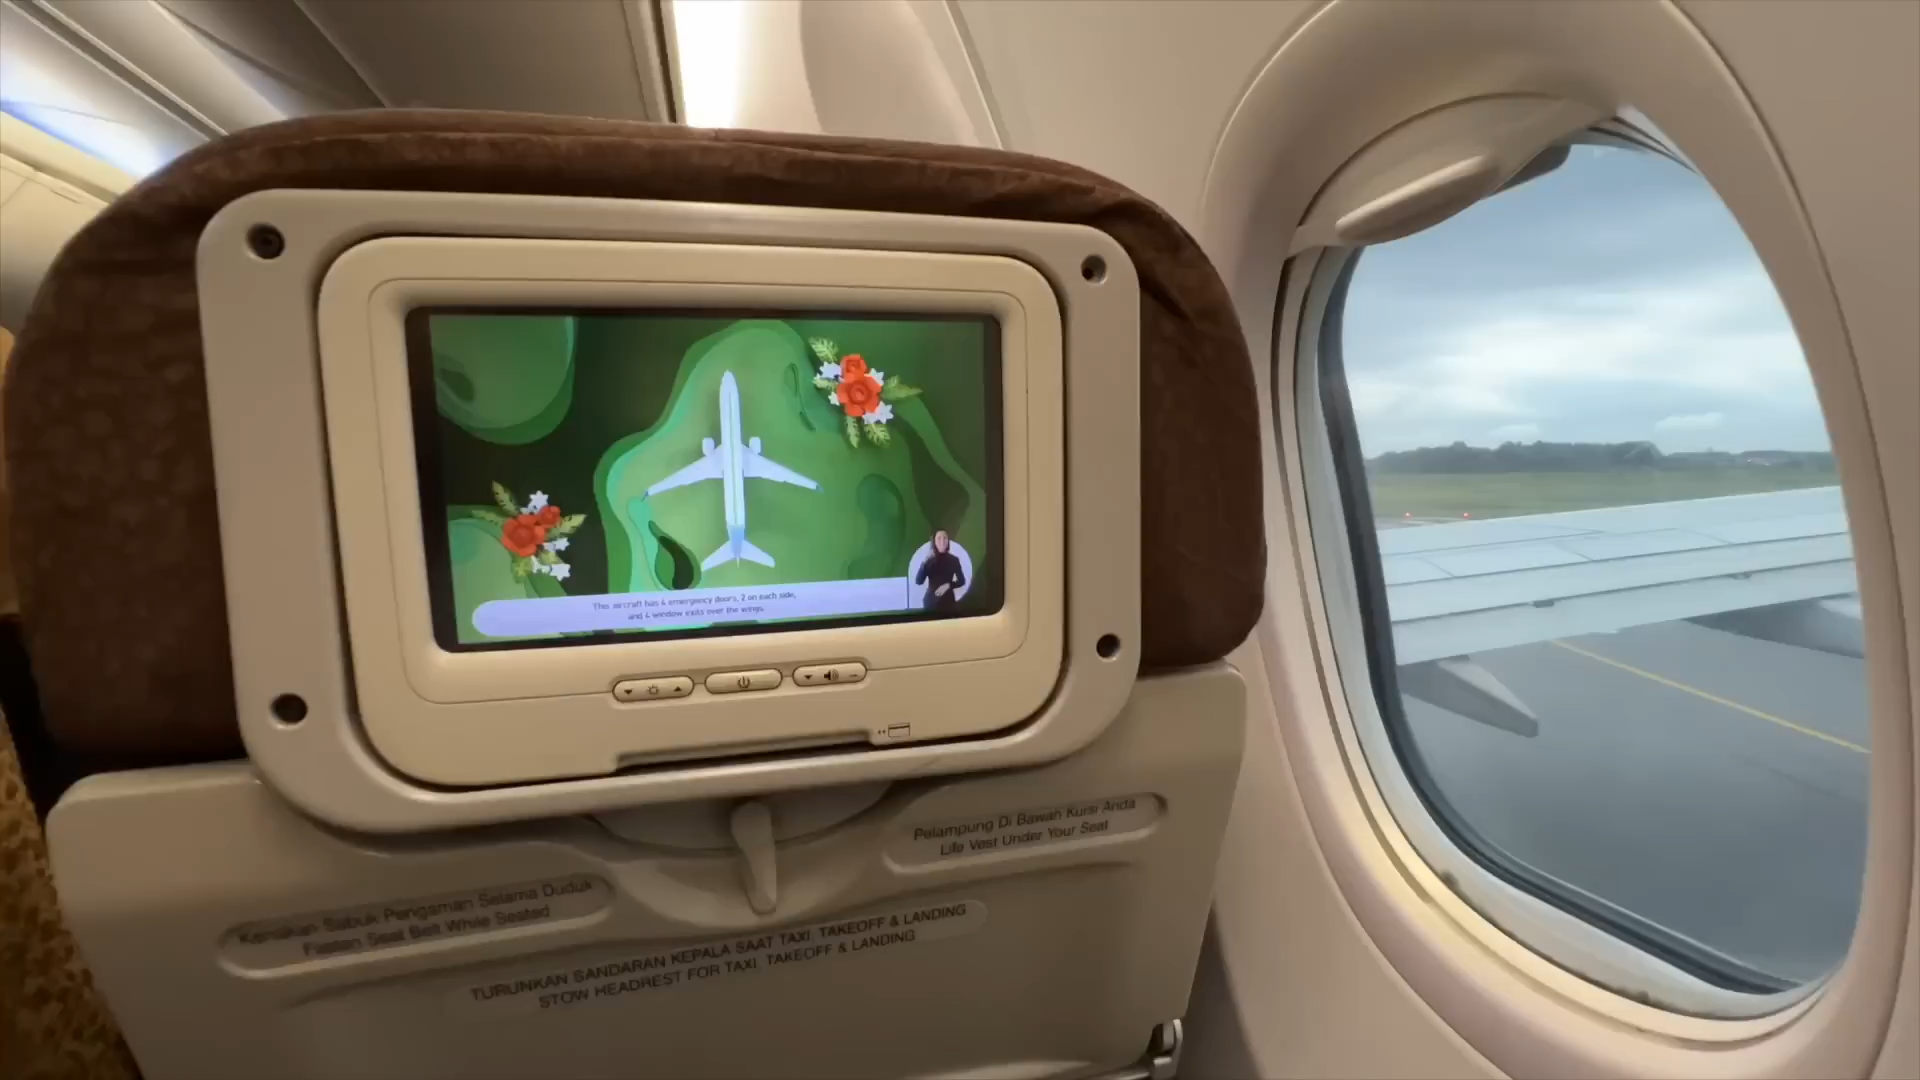 This aircraft has 4 emergency doors, 2 on each side,
and 4 window exits over the wings.
Pelampung Di Bawah Kursi Anda
Life Vest Under Your Seat
Kenakan Sabuk Pengaman Selama Duduk
Fasten Seat Belt While Seated
TURUNKAN SANDARAN KEPALA SAAT TAXI, TAKEOFF & LANDING
STOW HEADREST FOR TAXI, TAKEOFF & LANDING